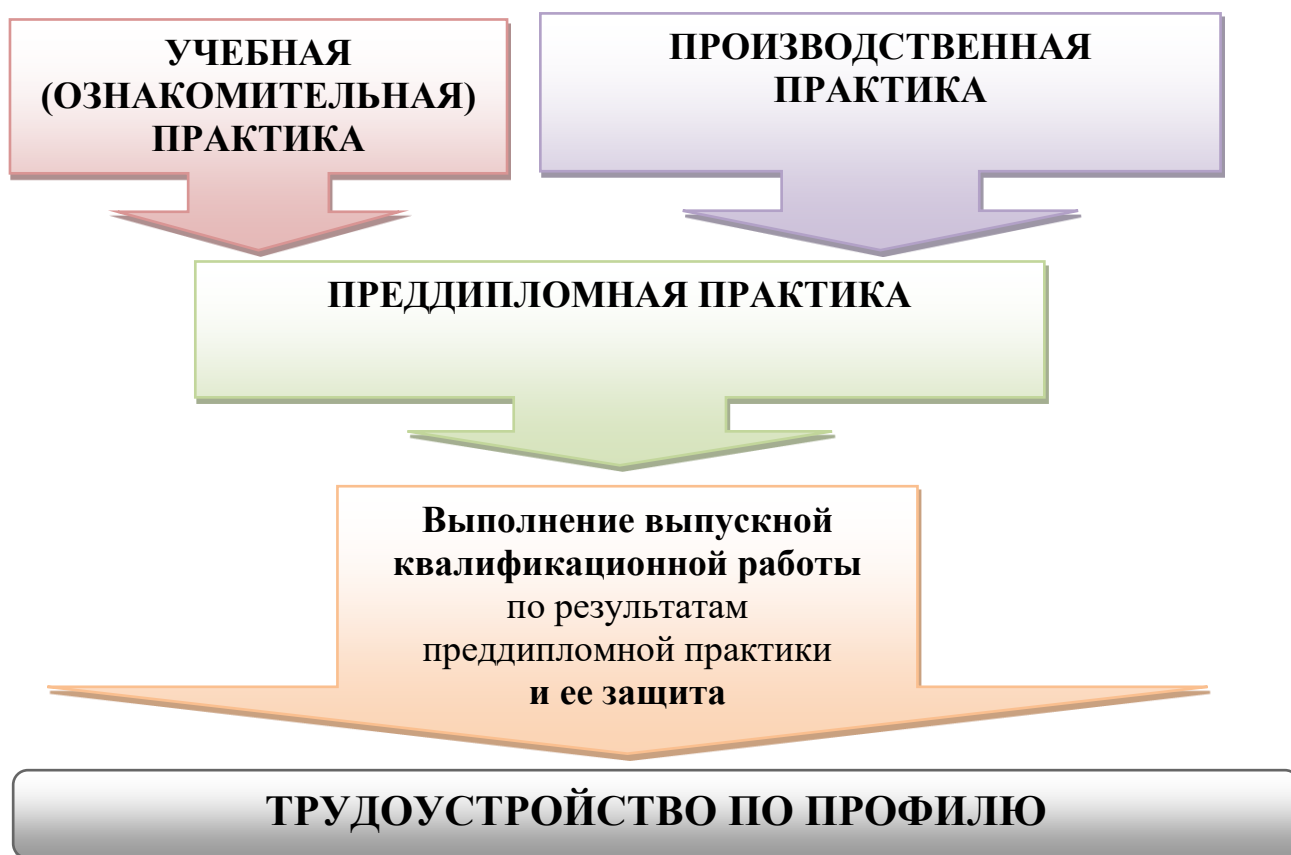 УЧЕБНАЯ
(ОЗНАКОМИТЕЛЬНАЯ)
ПРАКТИКА
ПРОИЗВОДСТВЕННАЯ
ПРАКТИКА
ПРЕДДИПЛОМНАЯ ПРАКТИКА
Выполнение выпускной
квалификационной работы
по результатам
преддипломной практики
и ее защита
ТРУДОУСТРОЙСТВО ПО ПРОФИЛЮ